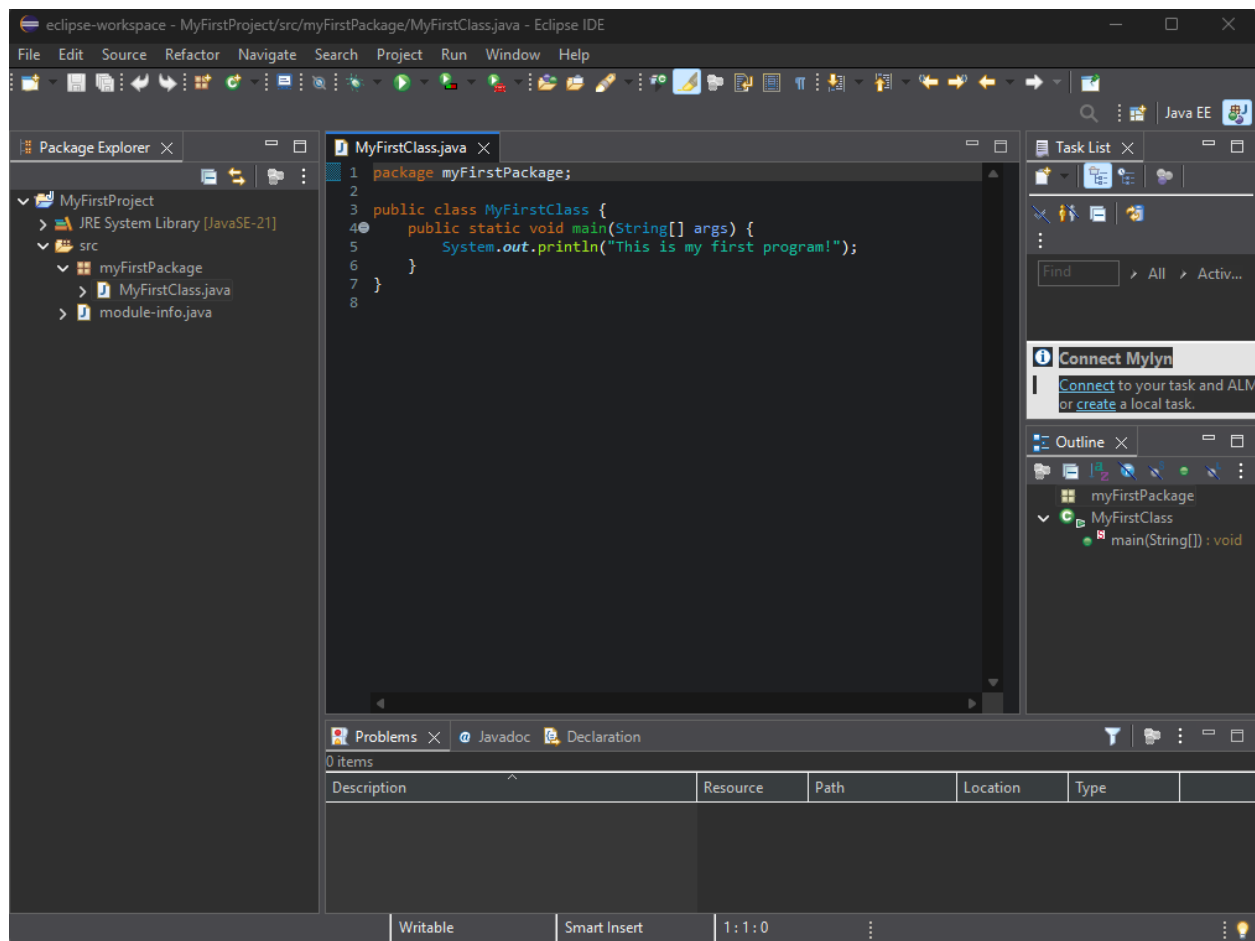 eclipse-workspace - MyFirstProject/src/myFirstPackage/MyFirstClass.java - Eclipse IDE
File Edit Source Refactor Navigate Search Project Run Window Help
Java EE
Package Explorer
MyFirstProject
JRE System Library [JavaSE-21]
src
myFirstPackage
MyFirstClass.java
module-info.java
MyFirstClass.java
1 package myFirstPackage;
2
3 public class MyFirstClass {
4 public static void main(String[] args) {
5 System.out.println("This is my first program!");
6 }
7 }
8
Task List
Find All Activ...
Connect Mylyn
Connect to your task and ALM
or create a local task.
Outline
myFirstPackage
MyFirstClass
main(String[]) : void
Problems @ Javadoc Declaration
0 items
Description Resource Path Location Type
Writable Smart Insert 1 : 1 : 0